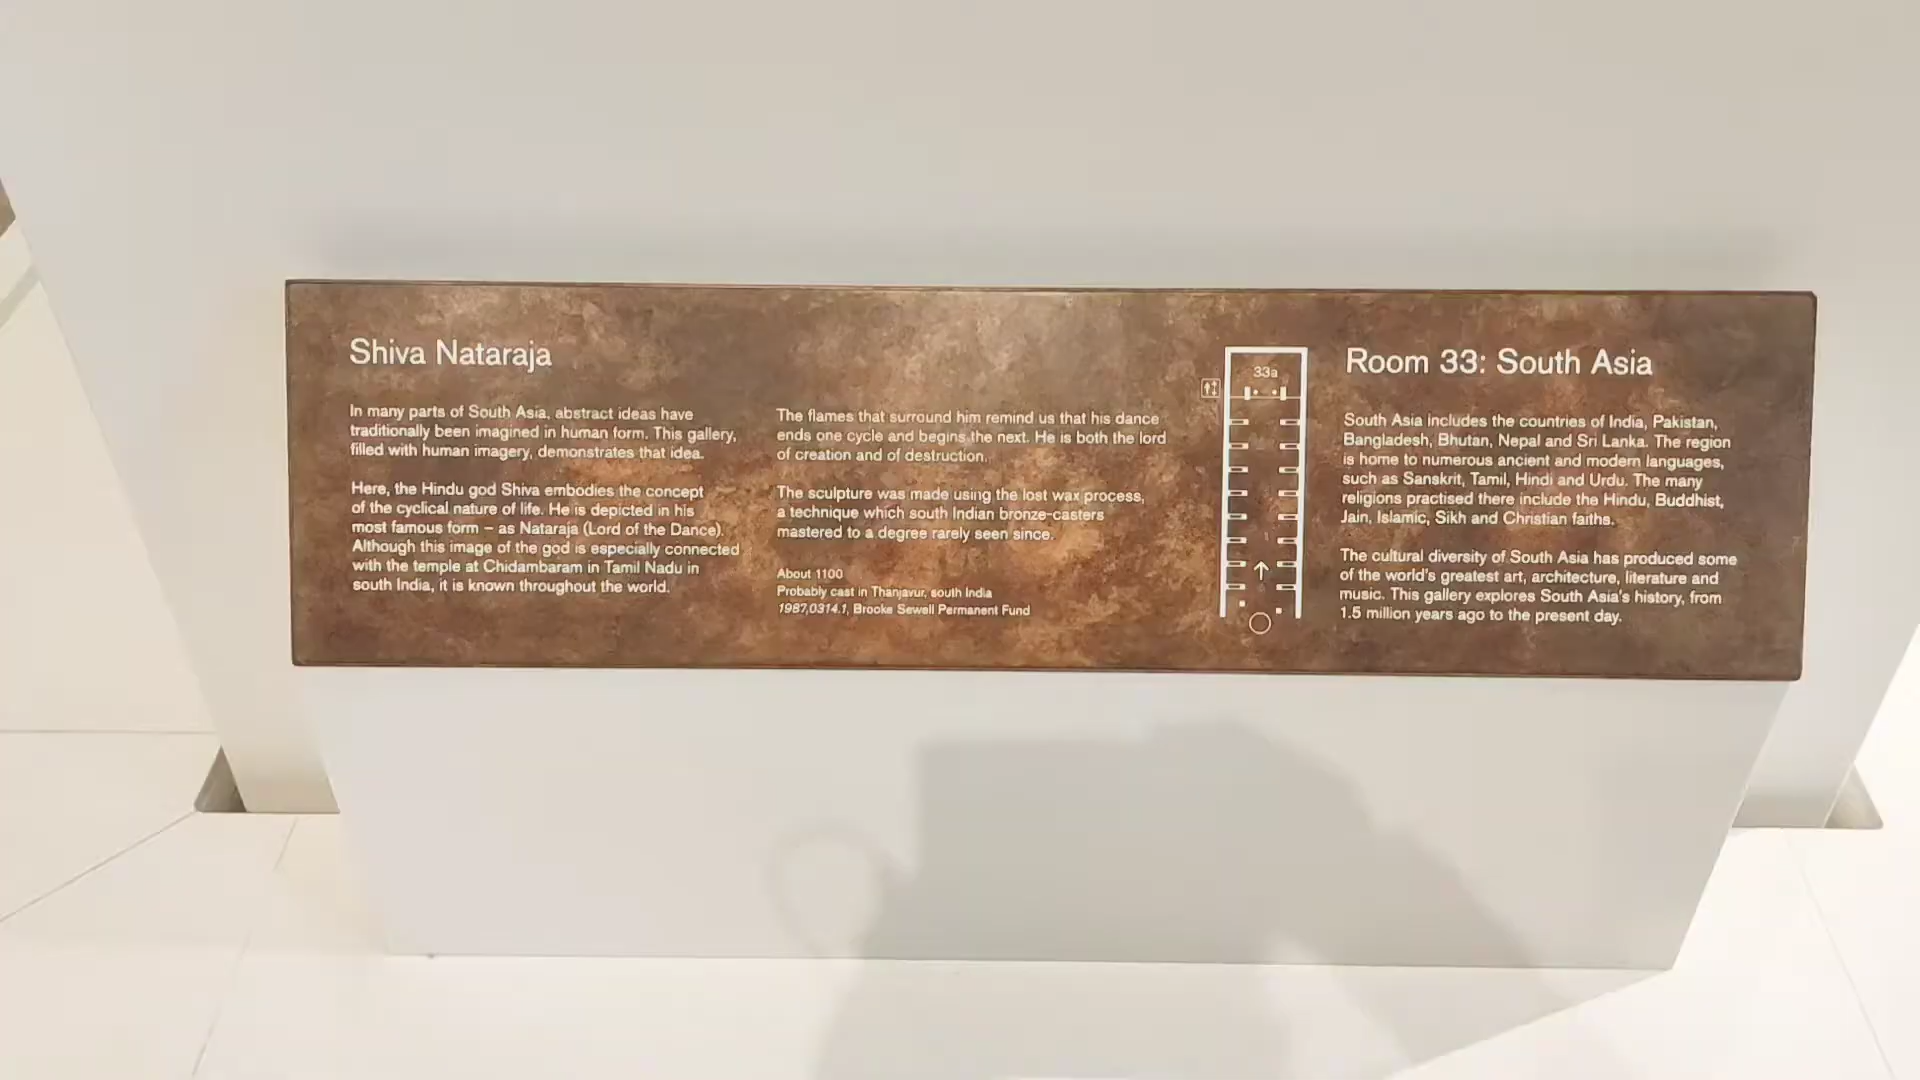 Shiva Nataraja
In many parts of South Asia, abstract ideas have
traditionally been imagined in human form. This gallery,
filled with human imagery, demonstrates that idea.
Here, the Hindu god Shiva embodies the concept
of the cyclical nature of life. He is depicted in his
most famous form – as Nataraja (Lord of the Dance).
Although this image of the god is especially connected
with the temple at Chidambaram in Tamil Nadu in
south India, it is known throughout the world.
The flames that surround him remind us that his dance
ends one cycle and begins the next. He is both the lord
of creation and of destruction.
The sculpture was made using the lost wax process,
a technique which south Indian bronze-casters
mastered to a degree rarely seen since.
About 1100
Probably cast in Thanjavur, south India
1987,0314.1, Brooke Sewell Permanent Fund
33a
Room 33: South Asia
South Asia includes the countries of India, Pakistan,
Bangladesh, Bhutan, Nepal and Sri Lanka. The region
is home to numerous ancient and modern languages,
such as Sanskrit, Tamil, Hindi and Urdu. The many
religions practised there include the Hindu, Buddhist,
Jain, Islamic, Sikh and Christian faiths.
The cultural diversity of South Asia has produced some
of the world's greatest art, architecture, literature and
music. This gallery explores South Asia's history, from
1.5 million years ago to the present day.